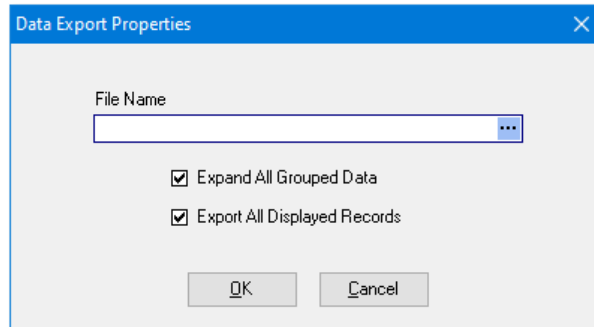 Data Export Properties
File Name
...
Expand All Grouped Data
Export All Displayed Records
OK
Cancel